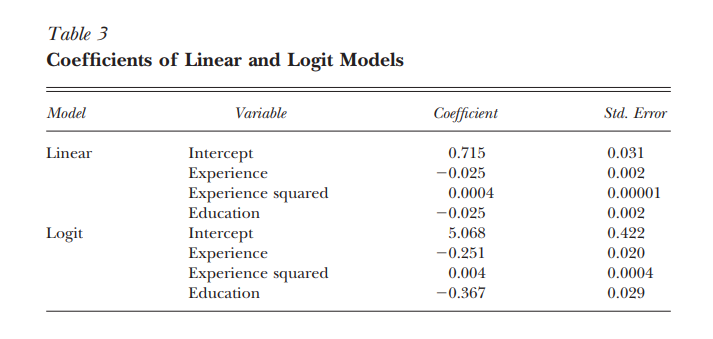 Table 3
Coefficients of Linear and Logit Models
Model Variable Coefficient Std. Error
Linear Intercept 0.715 0.031
Experience −0.025 0.002
Experience squared 0.0004 0.00001
Education −0.025 0.002
Logit Intercept 5.068 0.422
Experience −0.251 0.020
Experience squared 0.004 0.0004
Education −0.367 0.029